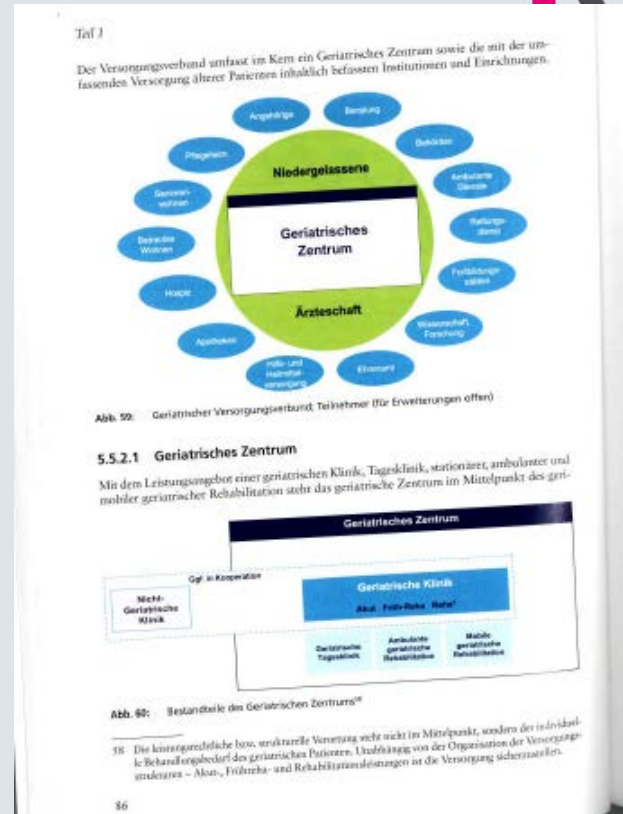 Teil 1
Der Versorgungsverbund umfasst im Kern ein Geriatrisches Zentrum sowie die mit der um-
fassenden Versorgung älterer Patienten inhaltlich befassten Institutionen und Einrichtungen.
Angehörige
Beratung
Pflegeheim
Behörden
Niedergelassene
Senioren-
wohnen
Ambulante
Dienste
Betreutes
Wohnen
Geriatrisches
Zentrum
Rettungs-
dienst
Hospiz
Fortbildungs-
stätten
Ärzteschaft
Apotheken
Wissenschaft,
Forschung
Hilfs- und
Heilmittel-
versorgung
Ehrenamt
Abb. 59: Geriatrischer Versorgungsverbund; Teilnehmer (für Erweiterungen offen)
5.5.2.1 Geriatrisches Zentrum
Mit dem Leistungsangebot einer geriatrischen Klinik, Tagesklinik, stationärer, ambulanter und
mobiler geriatrischer Rehabilitation steht das geriatrische Zentrum im Mittelpunkt des geri-
Geriatrisches Zentrum
Ggf. in Kooperation
Nicht-
Geriatrische
Klinik
Geriatrische Klinik
Akut Früh-Reha Reha*
Geriatrische
Tagesklinik
Ambulante
geriatrische
Rehabilitation
Mobile
geriatrische
Rehabilitation
Abb. 60: Bestandteile des Geriatrischen Zentrums
58 Die leistungsrechtliche bzw. strukturelle Verortung steht nicht im Mittelpunkt, sondern der individuel-
le Behandlungsbedarf des geriatrischen Patienten. Unabhängig von der Organisation der Versorgungs-
strukturen – Akut-, Frühreha- und Rehabilitationsleistungen ist die Versorgung sicherzustellen.
86